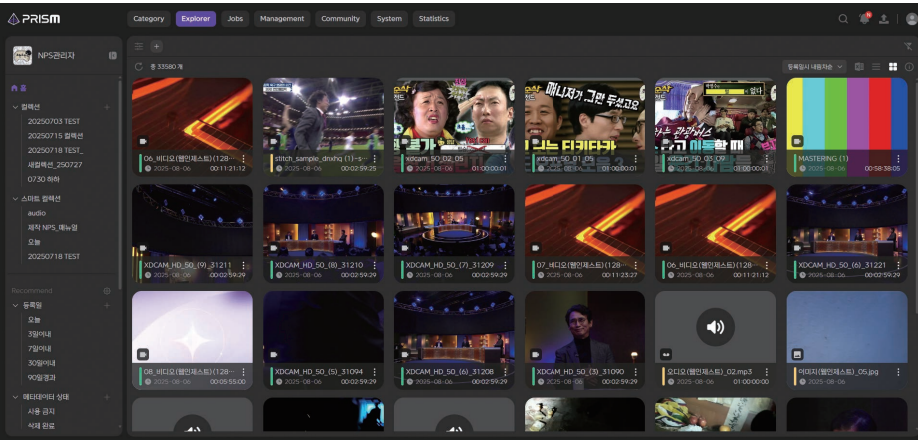 PRISM
Category
Explorer
Jobs
Management
Community
System
Statistics
NPS관리자
총 33580 개
등록일시 내림차순
홈
컬렉션
20250703 TEST
20250715 컬렉션
20250718 TEST_
새컬렉션_250727
0730 하하
스마트 컬렉션
audio
제작 NPS_매뉴얼
오늘
20250718 TEST
Recommend
등록일
오늘
3일이내
7일이내
30일이내
90일경과
메타데이터 상태
사용 금지
삭제 완료
06_비디오(웹인제스트)(128···
2025-08-06 00:11:21:12
stitch_sample_dnxhq (1)-s···
2025-08-06 00:02:59:25
xdcam_50_02_05
2025-08-06 01:00:00:01
매니저가 그만 두셨고요
xdcam_50_01_05
2025-08-06 01:00:00:01
xdcam_50_03_09
2025-08-06 01:00:00:01
MASTERING (1)
2025-08-06 00:58:38:05
XDCAM_HD_50_(9)_31211
2025-08-06 00:02:59:29
XDCAM_HD_50_(8)_31210
2025-08-06 00:02:59:29
XDCAM_HD_50_(7)_31209
2025-08-06 00:02:59:29
07_비디오(웹인제스트)(128···
2025-08-06 00:11:23:27
06_비디오(웹인제스트)(128···
2025-08-06 00:11:21:12
XDCAM_HD_50_(6)_31221
2025-08-06 00:02:59:29
08_비디오(웹인제스트)(128···
2025-08-06 00:05:55:00
XDCAM_HD_50_(5)_31094
2025-08-06 00:02:59:29
XDCAM_HD_50_(6)_31208
2025-08-06 00:02:59:29
XDCAM_HD_50_(3)_31090
2025-08-06 00:02:59:29
오디오(웹인제스트)_02.mp3
2025-08-06 01:00:00:00
이미지(웹인제스트)_05.jpg
2025-08-06